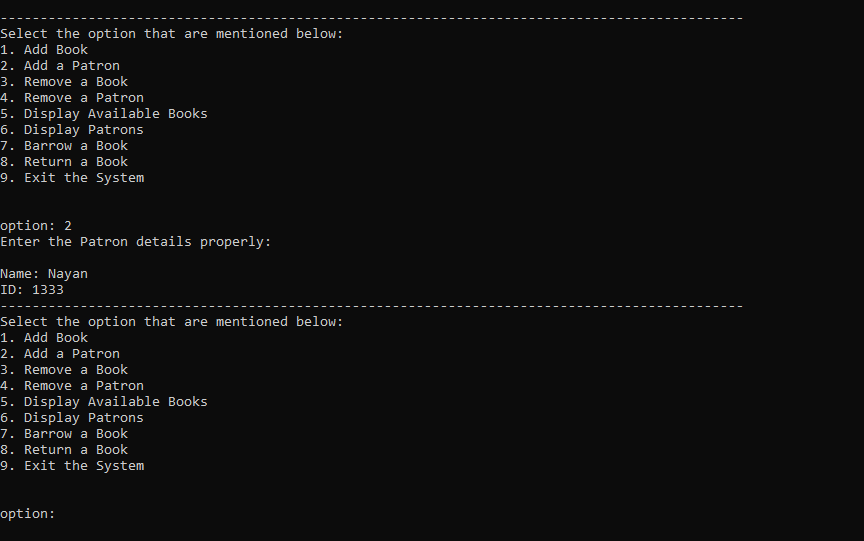 ---------------------------------------------------------------------------------------------
Select the option that are mentioned below:
1. Add Book
2. Add a Patron
3. Remove a Book
4. Remove a Patron
5. Display Available Books
6. Display Patrons
7. Barrow a Book
8. Return a Book
9. Exit the System
option: 2
Enter the Patron details properly:
Name: Nayan
ID: 1333
---------------------------------------------------------------------------------------------
Select the option that are mentioned below:
1. Add Book
2. Add a Patron
3. Remove a Book
4. Remove a Patron
5. Display Available Books
6. Display Patrons
7. Barrow a Book
8. Return a Book
9. Exit the System
option: